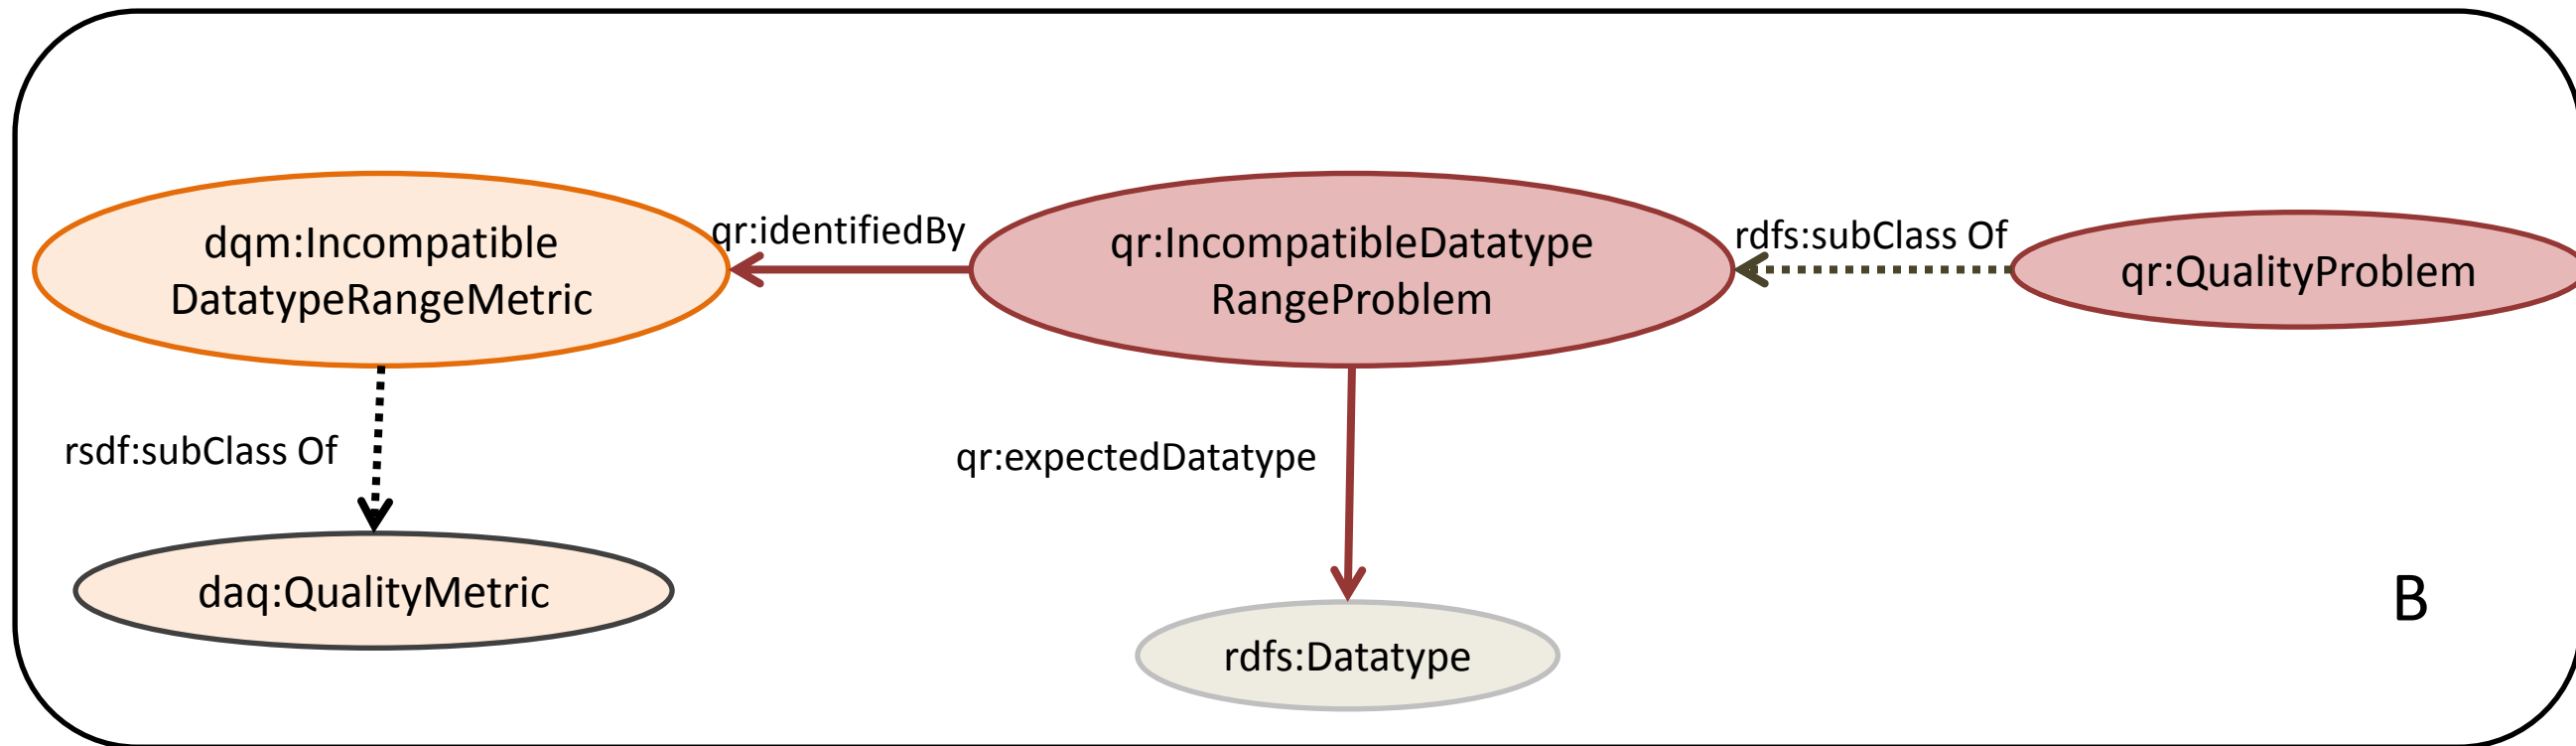 dqm:Incompatible
DatatypeRangeMetric
qr:identifiedBy
qr:IncompatibleDatatype
RangeProblem
rdfs:subClass Of
qr:QualityProblem
rsdf:subClass Of
qr:expectedDatatype
daq:QualityMetric
rdfs:Datatype
B